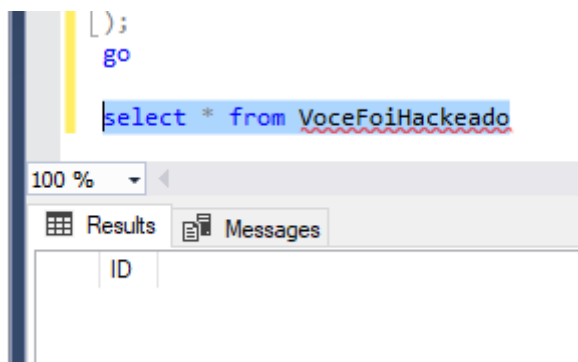 );
go
select * from VoceFoiHackeado
100 %
Results Messages
ID